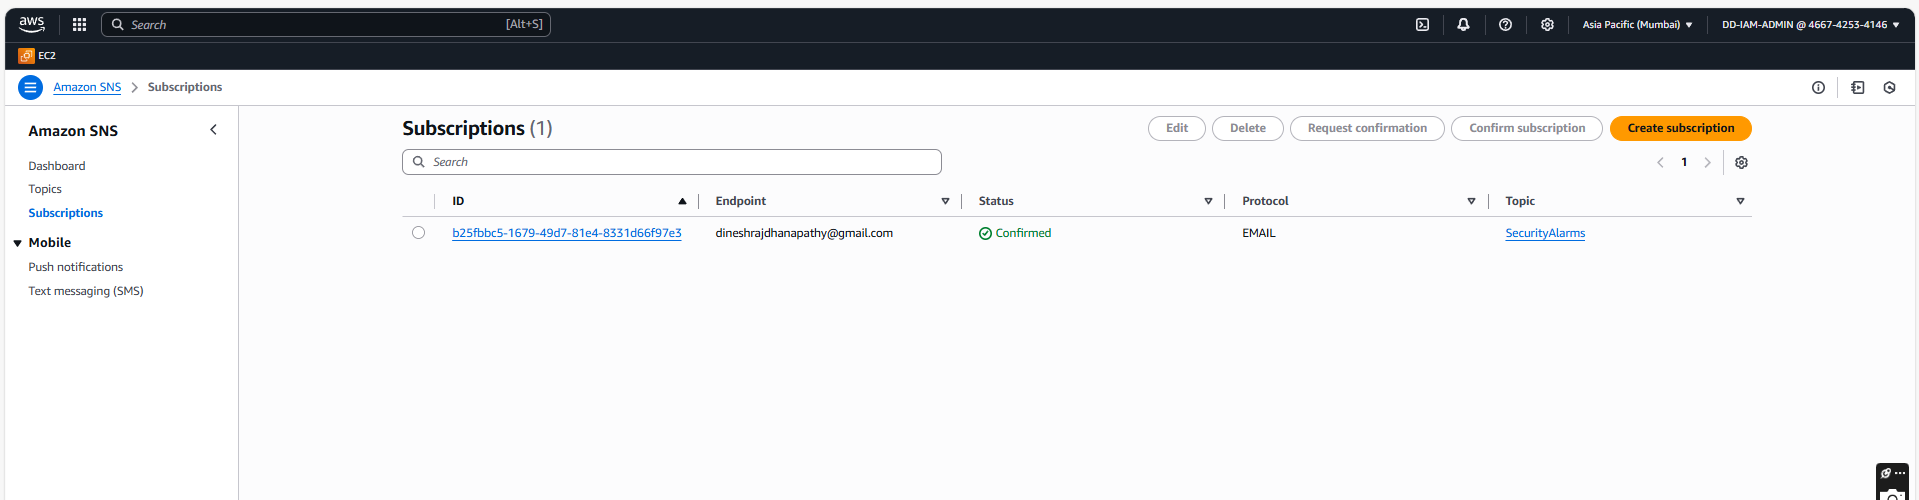 aws
Search [Alt+S] Asia Pacific (Mumbai) DD-IAM-ADMIN @ 4667-4253-4146
EC2
Amazon SNS Subscriptions
Amazon SNS
Dashboard
Topics
Subscriptions
Mobile
Push notifications
Text messaging (SMS)
Subscriptions (1) Edit Delete Request confirmation Confirm subscription Create subscription
Search 1
ID Endpoint Status Protocol Topic
b25fbbc5-1679-49d7-81e4-8331d66f97e3 dineshrajdhanapathy@gmail.com Confirmed EMAIL SecurityAlarms